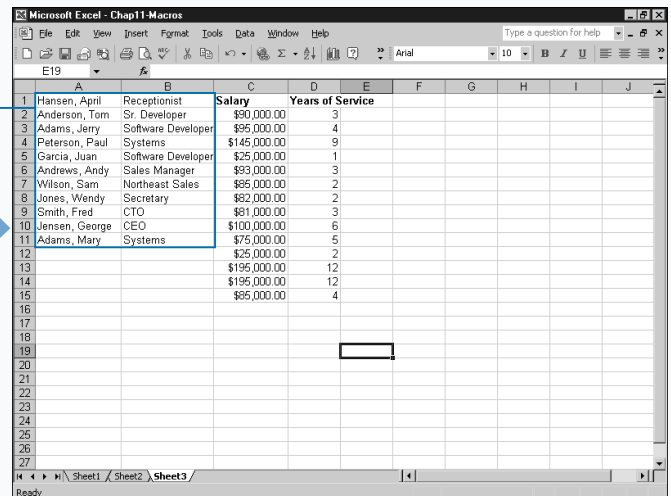 Microsoft Excel - Chap11-Macros
File Edit View Insert Format Tools Data Window Help Type a question for help
Arial 10 B I U
E19 fx
A B C D E F G H I J
1 Hansen, April Receptionist Salary Years of Service
2 Anderson, Tom Sr. Developer $90,000.00 3
3 Adams, Jerry Software Developer $95,000.00 4
4 Peterson, Paul Systems $145,000.00 9
5 Garcia, Juan Software Developer $25,000.00 1
6 Andrews, Andy Sales Manager $93,000.00 3
7 Wilson, Sam Northeast Sales $85,000.00 2
8 Jones, Wendy Secretary $82,000.00 2
9 Smith, Fred CTO $81,000.00 3
10 Jensen, George CEO $100,000.00 6
11 Adams, Mary Systems $75,000.00 5
12 $25,000.00 2
13 $195,000.00 12
14 $195,000.00 12
15 $85,000.00 4
16
17
18
19
20
21
22
23
24
25
26
27
Sheet1 Sheet2 Sheet3
Ready